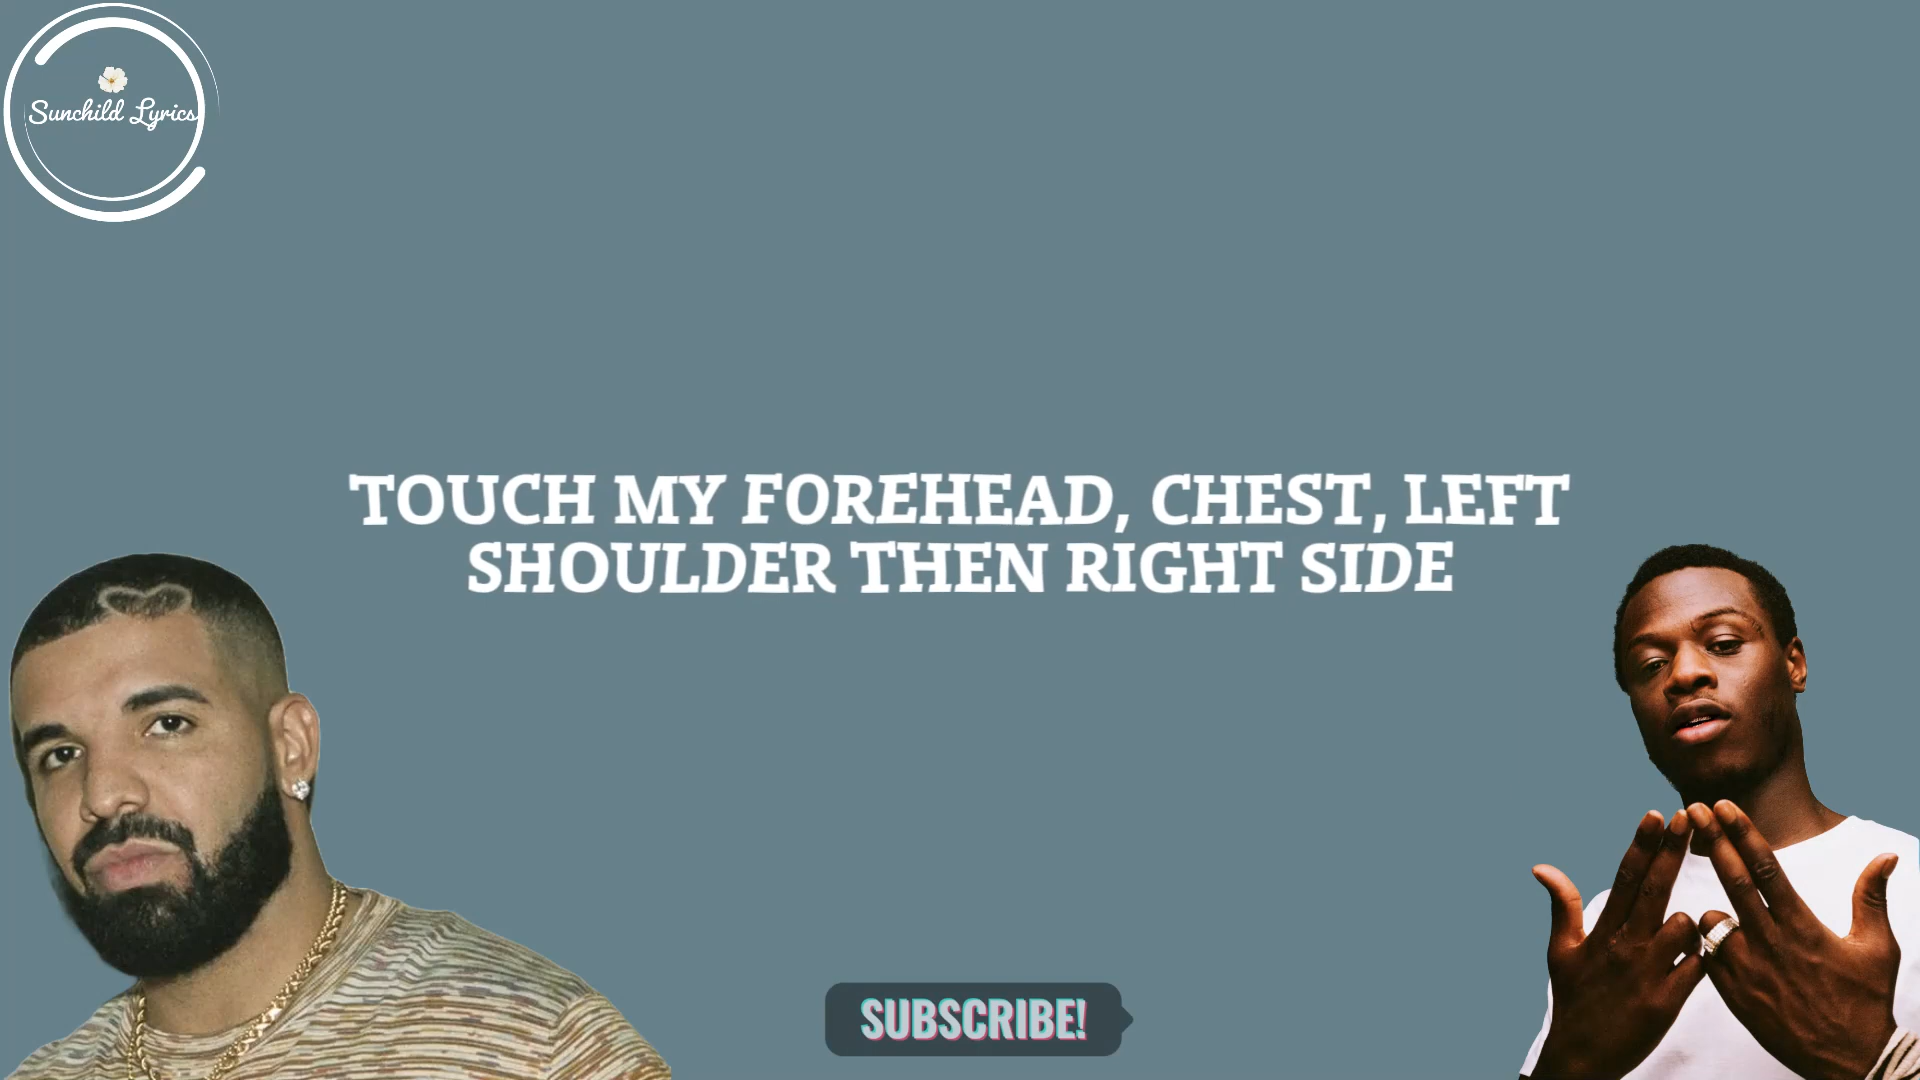 Sunchild Lyrics
TOUCH MY FOREHEAD, CHEST, LEFT
SHOULDER THEN RIGHT SIDE
SUBSCRIBE!